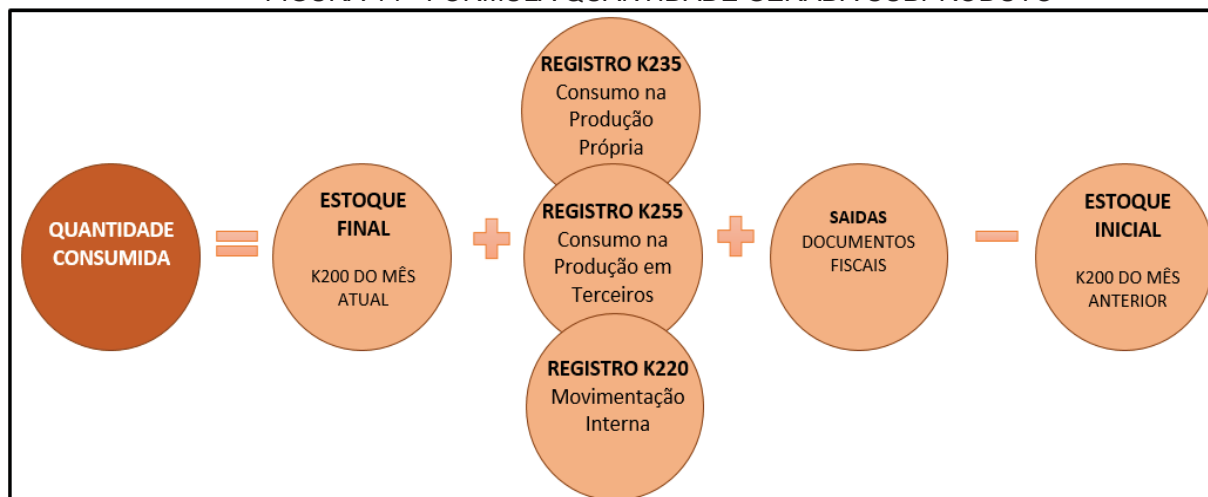 QUANTIDADE
CONSUMIDA
ESTOQUE
FINAL
K200 DO MÊS
ATUAL
REGISTRO K235
Consumo na
Produção
Própria
REGISTRO K255
Consumo na
Produção em
Terceiros
REGISTRO K220
Movimentação
Interna
SAIDAS
DOCUMENTOS
FISCAIS
ESTOQUE
INICIAL
K200 DO MÊS
ANTERIOR